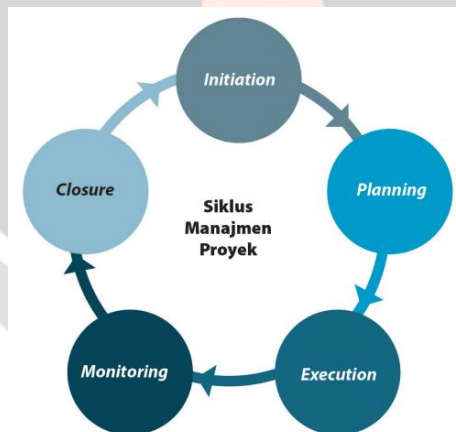 Initiation
Planning
Execution
Monitoring
Closure
Siklus
Manajmen
Proyek